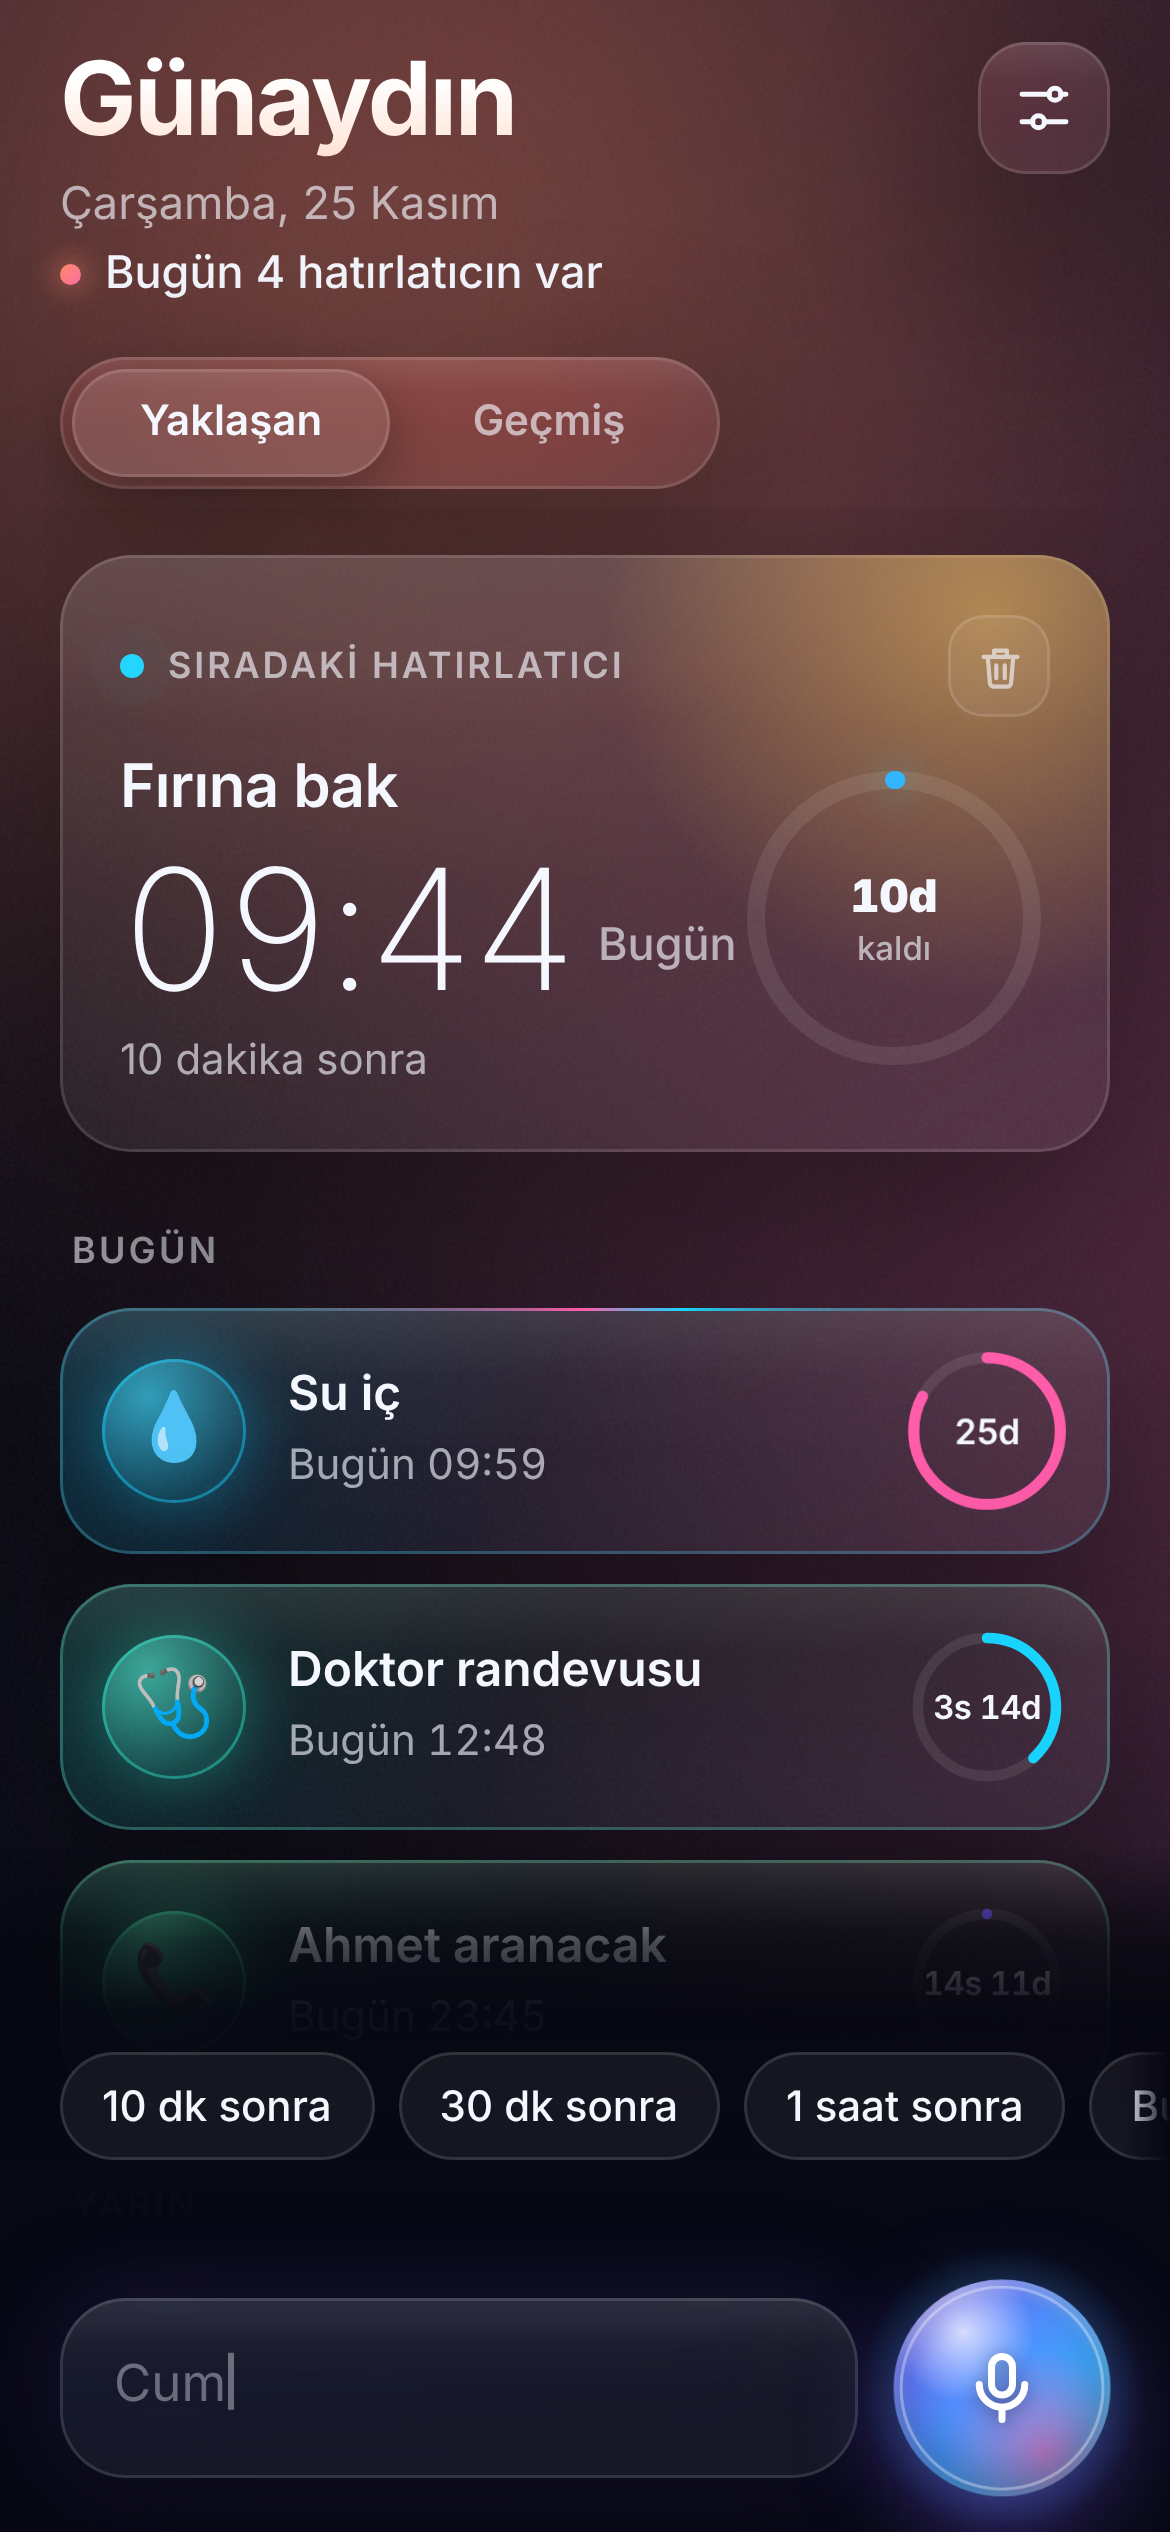 Günaydın
Çarşamba, 25 Kasım
Bugün 4 hatırlatıcın var
Yaklaşan
Geçmiş
SIRADAKİ HATIRLATICI
Fırına bak
09:44 Bugün
10 dakika sonra
10d
kaldı
BUGÜN
Su iç
Bugün 09:59
25d
Doktor randevusu
Bugün 12:48
3s 14d
Ahmet aranacak
Bugün 23:45
14s 11d
10 dk sonra
30 dk sonra
1 saat sonra
YARIN
Cum